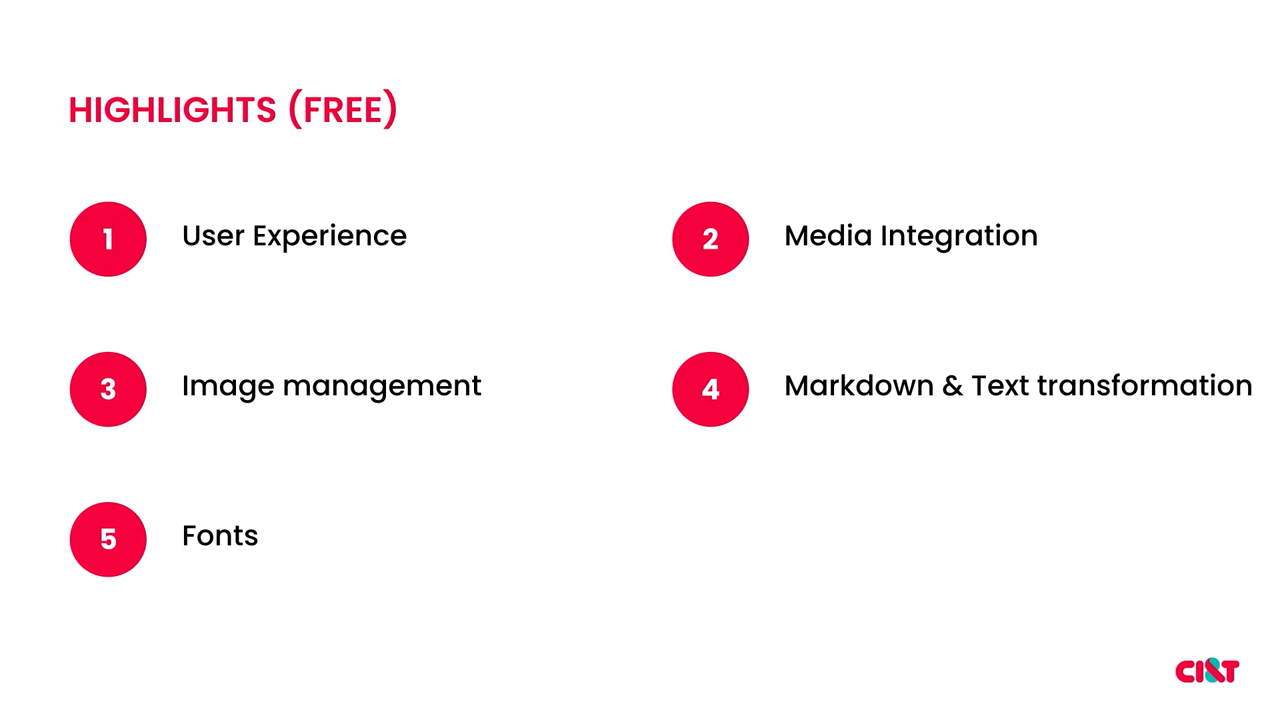 HIGHLIGHTS (FREE)
1 User Experience
2 Media Integration
3 Image management
4 Markdown & Text transformation
5 Fonts
CI&T